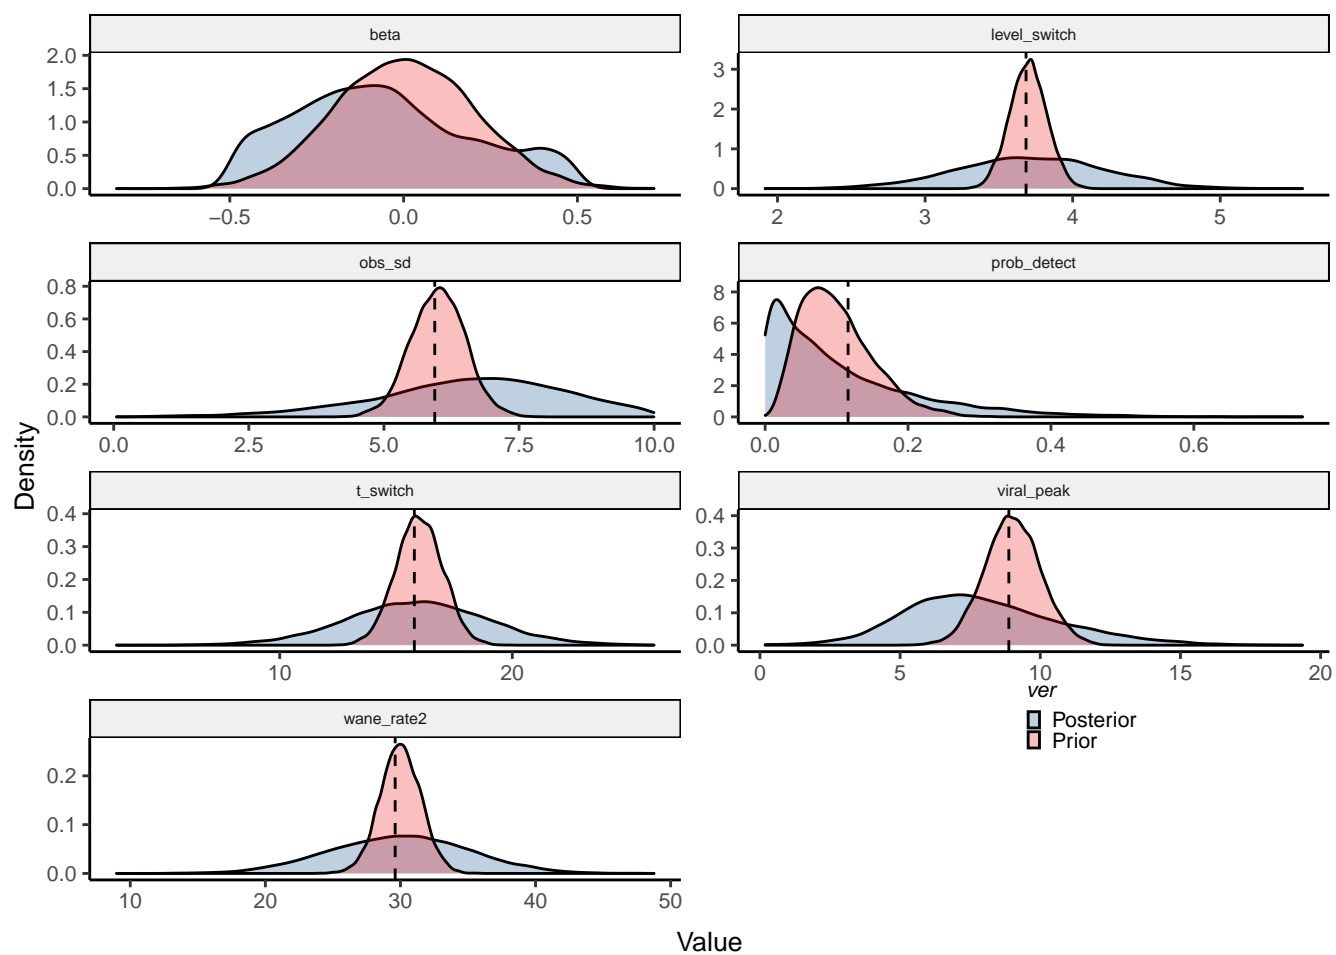 beta
2.0
1.5
1.0
0.5
0.0
−0.5 0.0 0.5
level_switch
3
2
1
0
2 3 4 5
obs_sd
0.8
0.6
0.4
0.2
0.0
0.0 2.5 5.0 7.5 10.0
prob_detect
8
6
4
2
0
0.0 0.2 0.4 0.6
Density
t_switch
0.4
0.3
0.2
0.1
0.0
10 20
viral_peak
0.4
0.3
0.2
0.1
0.0
0 5 10 15 20
wane_rate2
0.2
0.1
0.0
10 20 30 40 50
ver
Posterior
Prior
Value